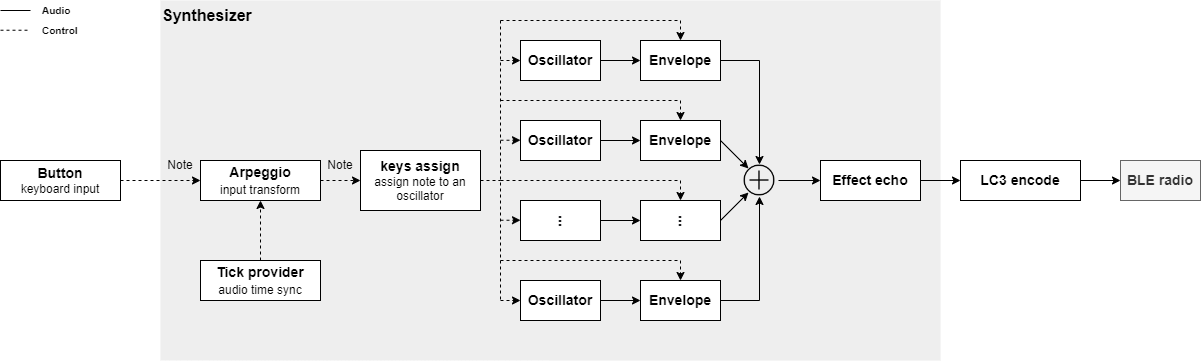 Audio
Control
Synthesizer
Oscillator
Envelope
Oscillator
Envelope
Button
keyboard input
Note
Arpeggio
input transform
Note
keys assign
assign note to an
oscillator
Effect echo
LC3 encode
BLE radio
⋮
⋮
Tick provider
audio time sync
Oscillator
Envelope